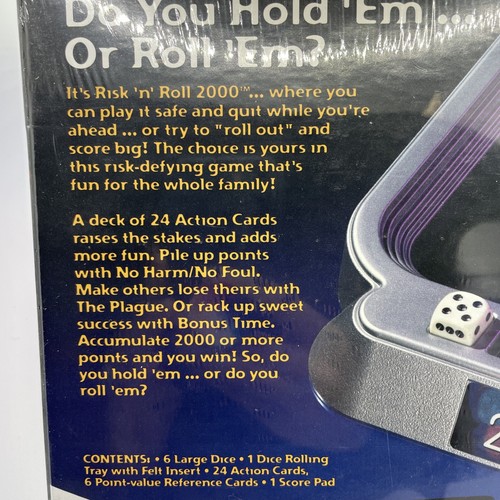 Do You Hold 'Em ...
Or Roll 'Em?
It's Risk 'n' Roll 2000™... where you
can play it safe and quit while you're
ahead ... or try to "roll out" and
score big! The choice is yours in
this risk-defying game that's
fun for the whole family!
A deck of 24 Action Cards
raises the stakes and adds
more fun. Pile up points
with No Harm/No Foul.
Make others lose theirs with
The Plague. Or rack up sweet
success with Bonus Time.
Accumulate 2000 or more
points and you win! So, do
you hold 'em ... or do you
roll 'em?
CONTENTS: • 6 Large Dice • 1 Dice Rolling
Tray with Felt Insert • 24 Action Cards,
6 Point-value Reference Cards • 1 Score Pad
2